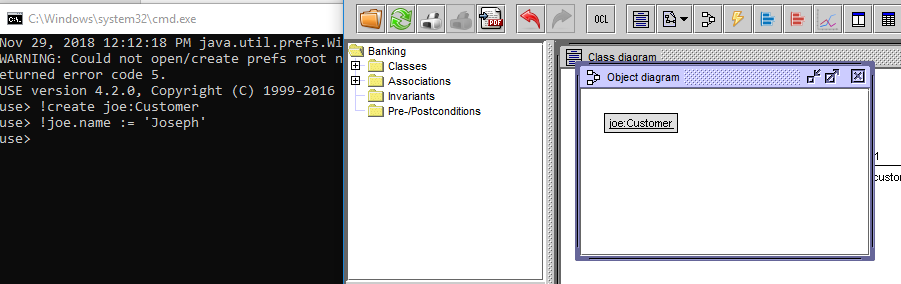 C:\Windows\system32\cmd.exe
Nov 29, 2018 12:12:18 PM java.util.prefs.Wi
WARNING: Could not open/create prefs root n
eturned error code 5.
USE version 4.2.0, Copyright (C) 1999-2016
use> !create joe:Customer
use> !joe.name := 'Joseph'
use>
PDF
OCL
Banking
Classes
Associations
Invariants
Pre-/Postconditions
Class diagram
Object diagram
joe:Customer
1
custo